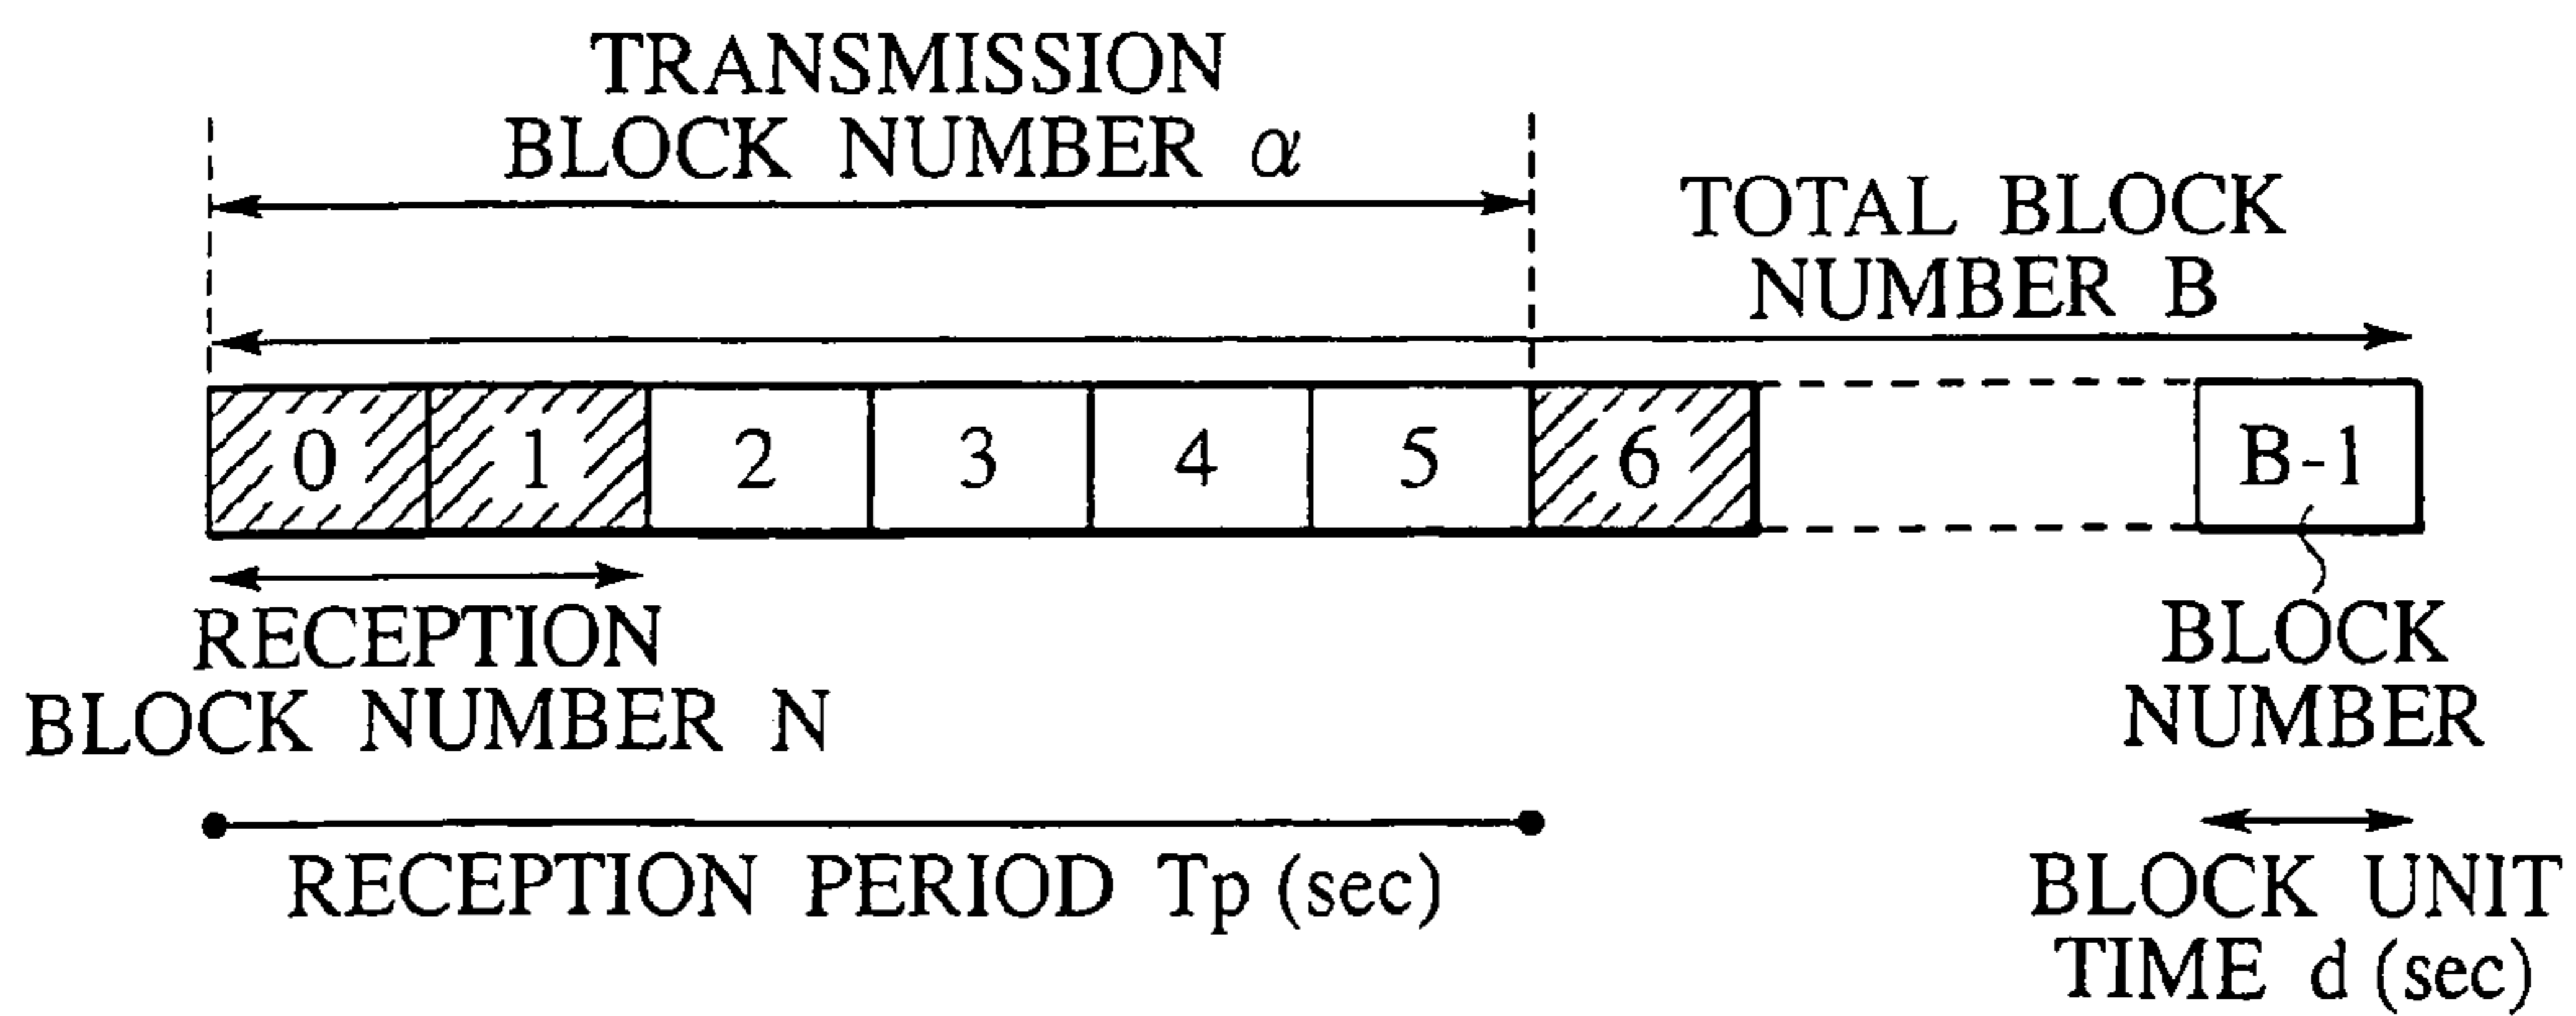 TRANSMISSION
BLOCK NUMBER α
TOTAL BLOCK
NUMBER B
0 1 2 3 4 5 6 B-1
RECEPTION
BLOCK NUMBER N
BLOCK
NUMBER
RECEPTION PERIOD Tp (sec)
BLOCK UNIT
TIME d (sec)